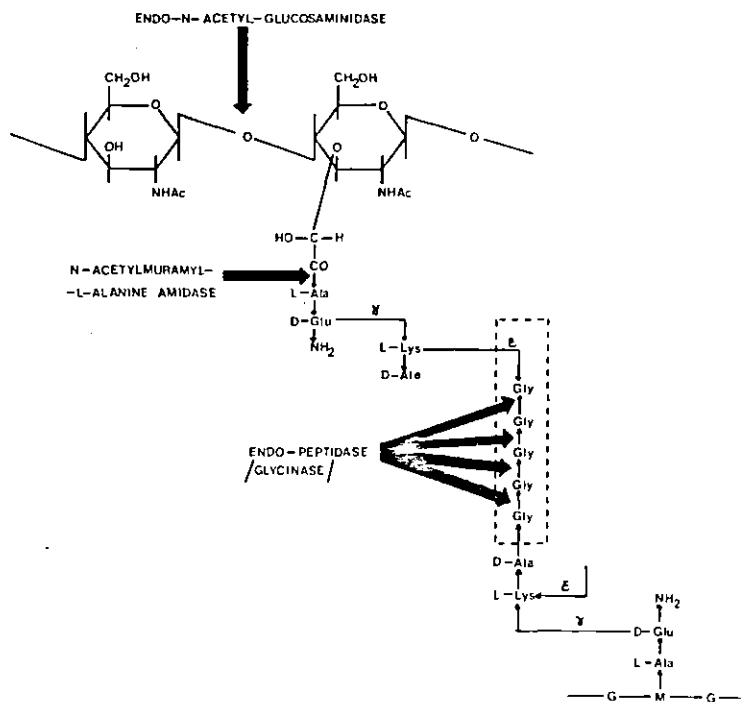 ENDO-N-ACETYL-GLUCOSAMINIDASE
CH₂OH
CH₂OH
O
O
OH
O
O
O
NHAc
NHAc
HO-C-H
CO
N-ACETYLMURAMYL-
-L-ALANINE AMIDASE
L-Ala
D-Glu
γ
NH₂
L-Lys
ε
D-Ala
Gly
Gly
Gly
Gly
Gly
ENDO-PEPTIDASE
/GLYCINASE/
D-Ala
L-Lys
ε
NH₂
γ
D-Glu
L-Ala
G-M-G